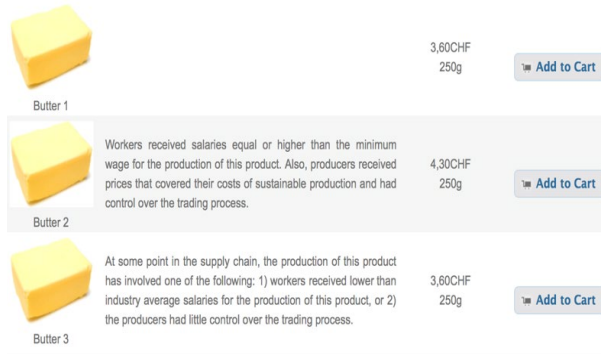 3,60CHF
250g
Add to Cart
Butter 1
Workers received salaries equal or higher than the minimum
wage for the production of this product. Also, producers received
prices that covered their costs of sustainable production and had
control over the trading process.
4,30CHF
250g
Add to Cart
Butter 2
At some point in the supply chain, the production of this product
has involved one of the following: 1) workers received lower than
industry average salaries for the production of this product, or 2)
the producers had little control over the trading process.
3,60CHF
250g
Add to Cart
Butter 3